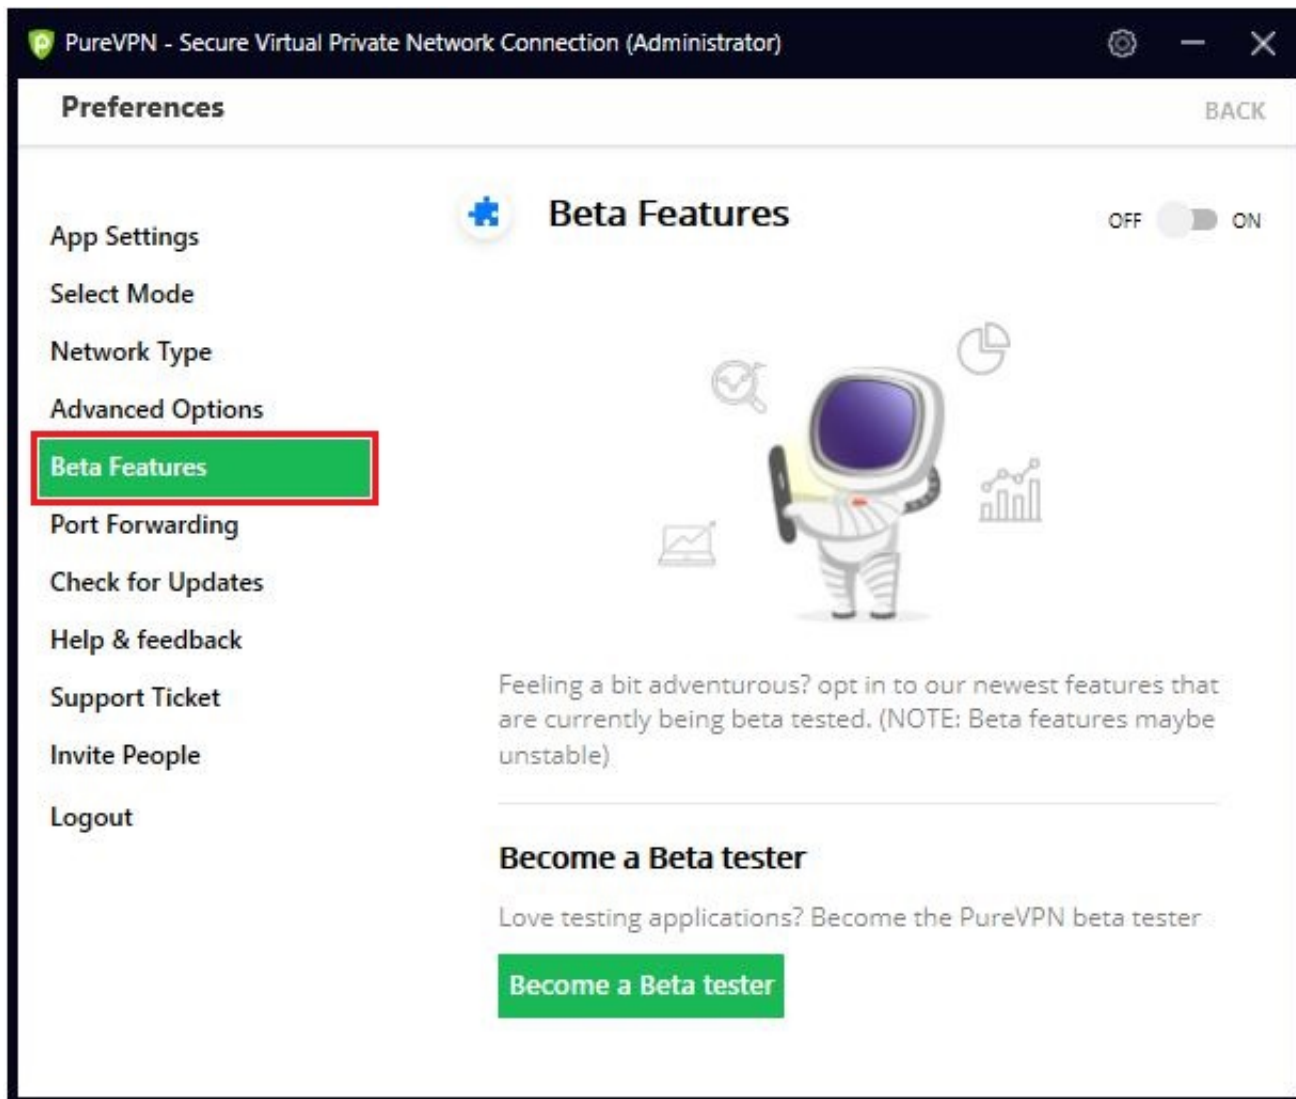 PureVPN - Secure Virtual Private Network Connection (Administrator)
Preferences
BACK
App Settings
Select Mode
Network Type
Advanced Options
Beta Features
Port Forwarding
Check for Updates
Help & feedback
Support Ticket
Invite People
Logout
Beta Features
OFF ON
Feeling a bit adventurous? opt in to our newest features that
are currently being beta tested. (NOTE: Beta features maybe
unstable)
Become a Beta tester
Love testing applications? Become the PureVPN beta tester
Become a Beta tester